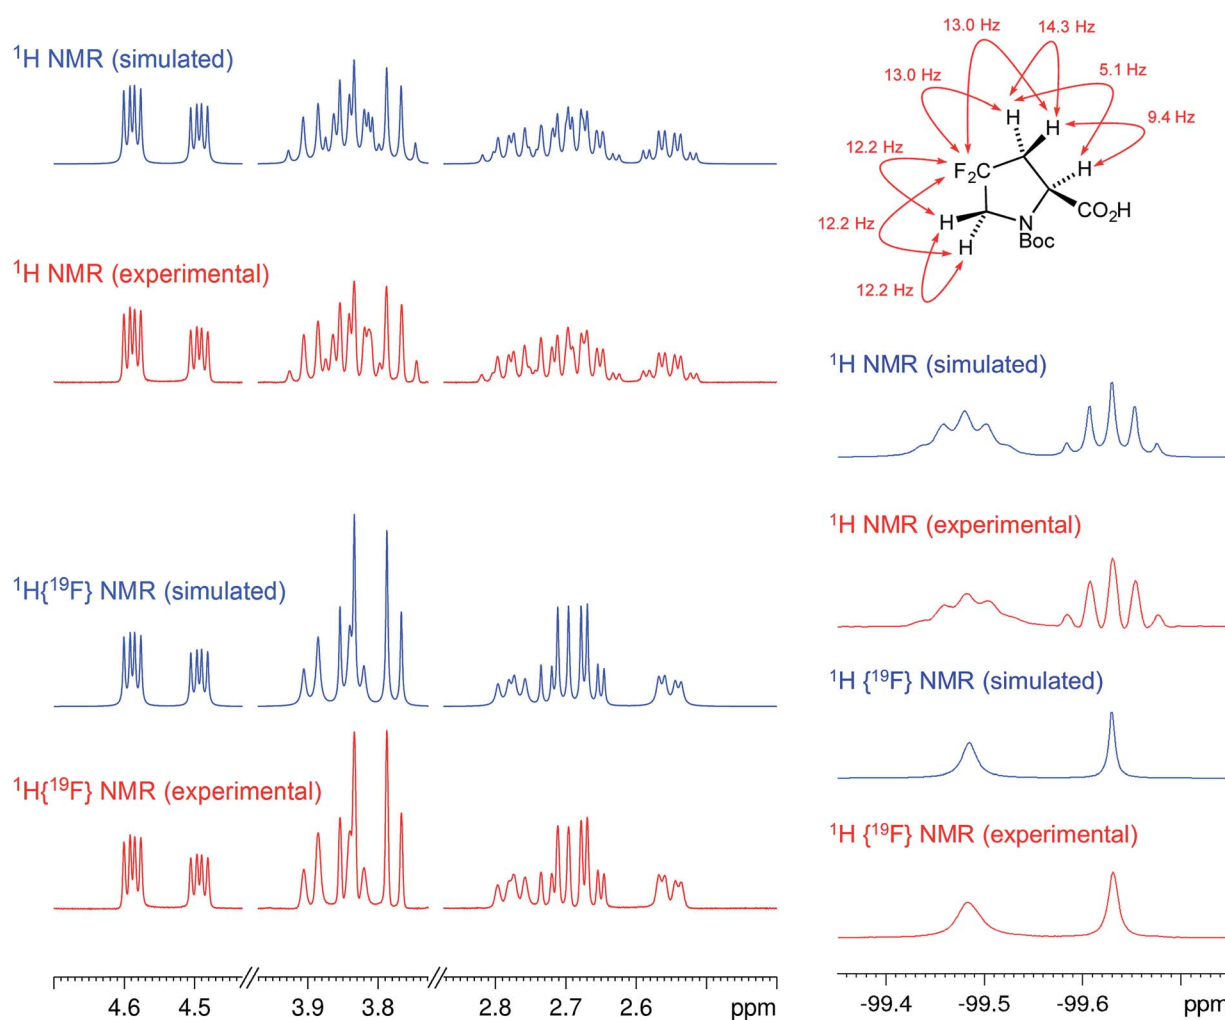 ¹H NMR (simulated)
¹H NMR (experimental)
¹H{¹⁹F} NMR (simulated)
¹H{¹⁹F} NMR (experimental)
4.6 4.5 3.9 3.8 2.8 2.7 2.6 ppm
13.0 Hz 14.3 Hz
13.0 Hz 5.1 Hz
H H 9.4 Hz
12.2 Hz F₂C H
12.2 Hz H N CO₂H
H Boc
12.2 Hz
¹H NMR (simulated)
¹H NMR (experimental)
¹H {¹⁹F} NMR (simulated)
¹H {¹⁹F} NMR (experimental)
-99.4 -99.5 -99.6 ppm